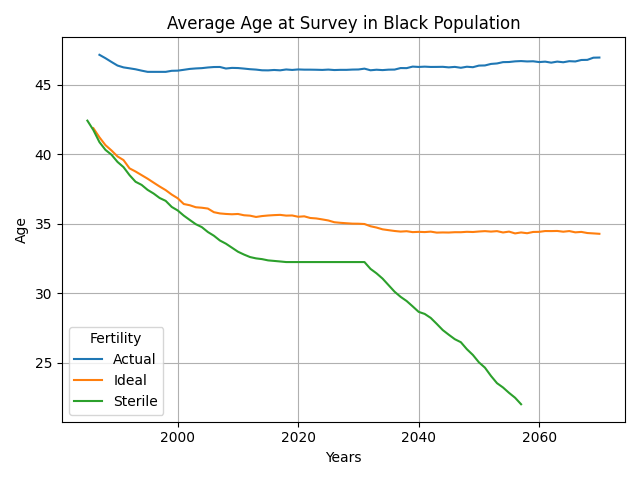 Average Age at Survey in Black Population
Age
45
40
35
30
25
Fertility
Actual
Ideal
Sterile
2000 2020 2040 2060
Years